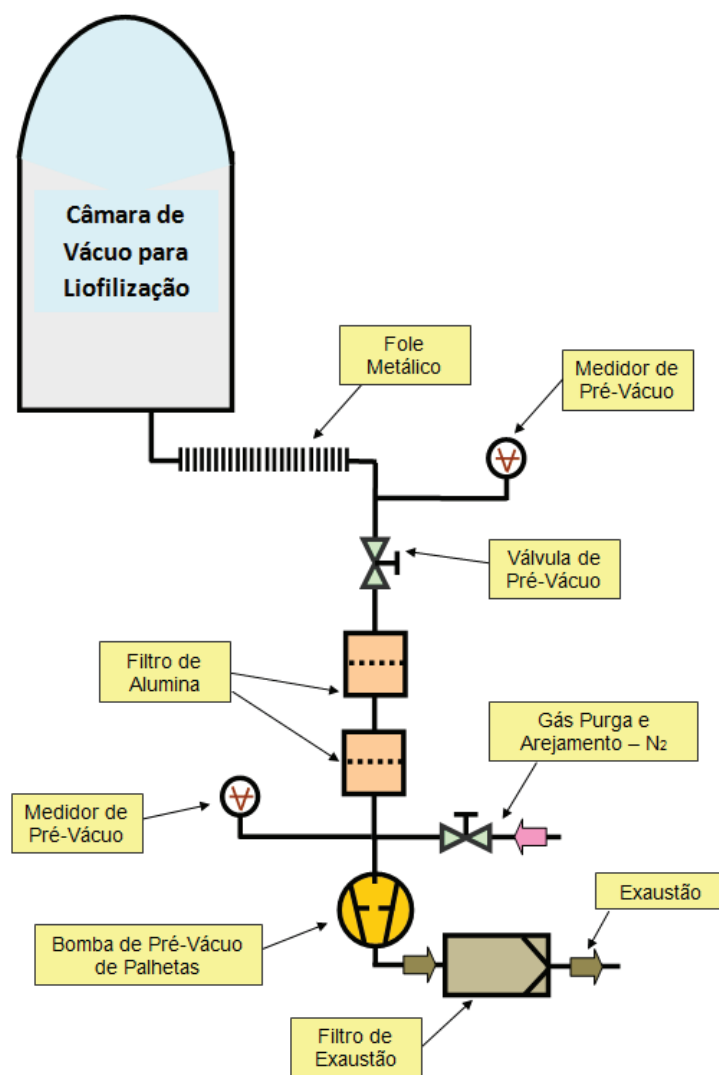 Câmara de
Vácuo para
Liofilização
Fole
Metálico
Medidor de
Pré-Vácuo
Válvula de
Pré-Vácuo
Filtro de
Alumina
Gás Purga e
Arejamento – N2
Medidor de
Pré-Vácuo
Exaustão
Bomba de Pré-Vácuo
de Palhetas
Filtro de
Exaustão